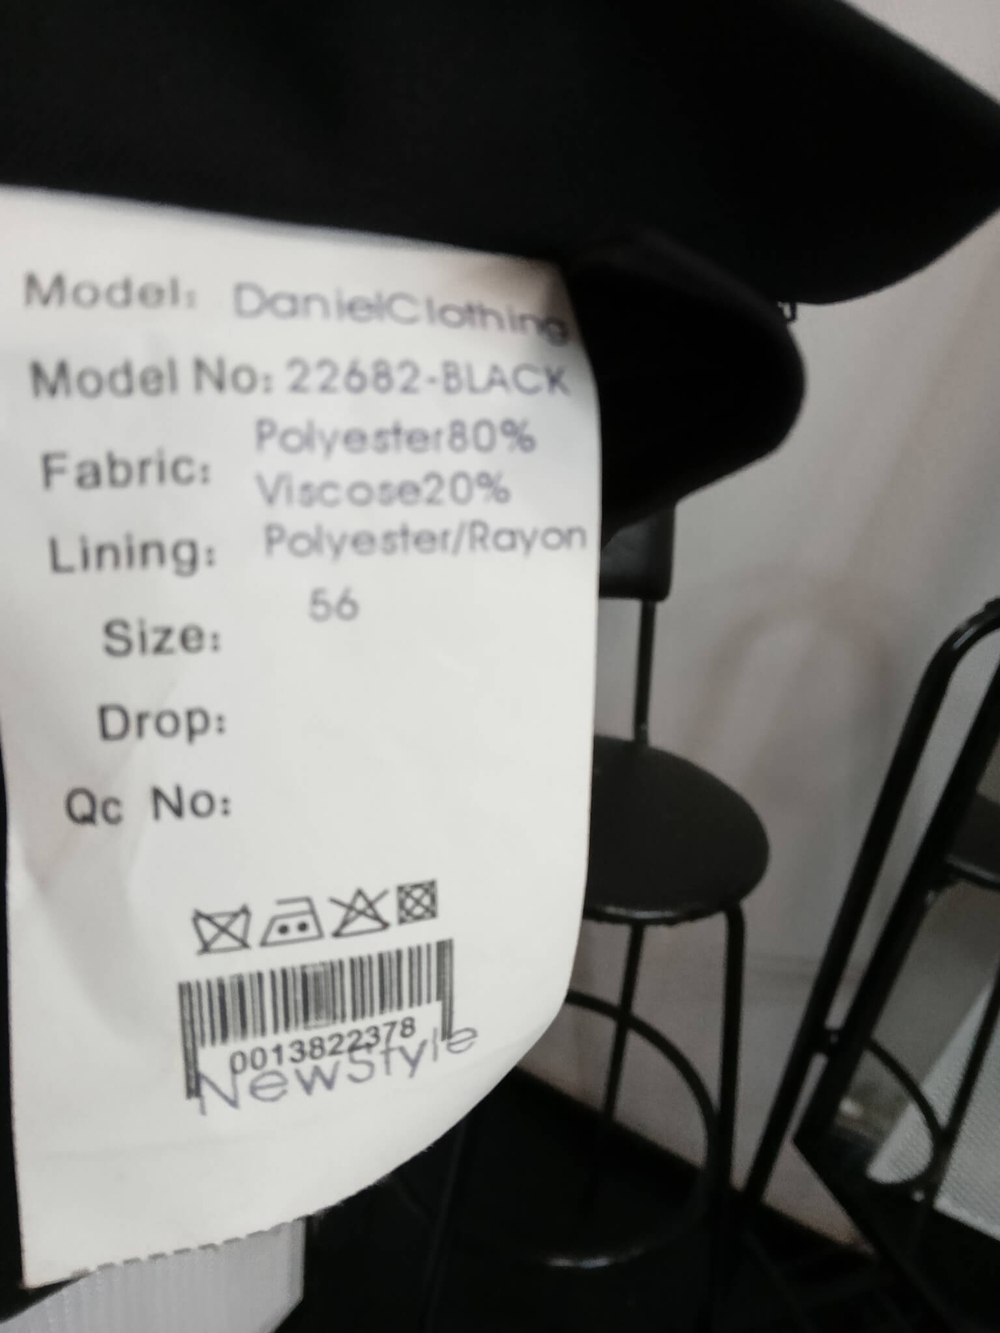 Model: DanielClothing
Model No: 22682-BLACK
Fabric: Polyester80%
Viscose20%
Lining: Polyester/Rayon
Size: 56
Drop:
Qc No:
0013822378
NewStyle